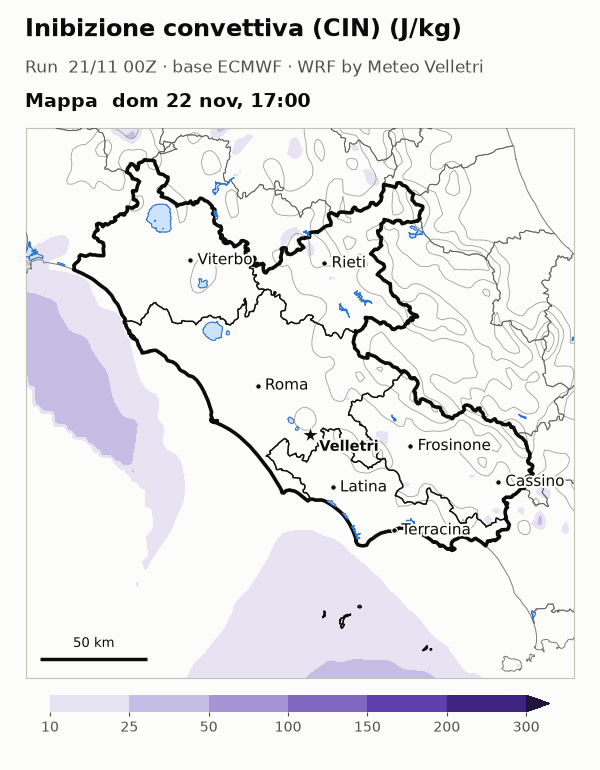 Inibizione convettiva (CIN) (J/kg)
Run 21/11 00Z · base ECMWF · WRF by Meteo Velletri
Mappa dom 22 nov, 17:00
Viterbo
Rieti
Roma
Velletri
Frosinone
Cassino
Latina
Terracina
50 km
10 25 50 100 150 200 300